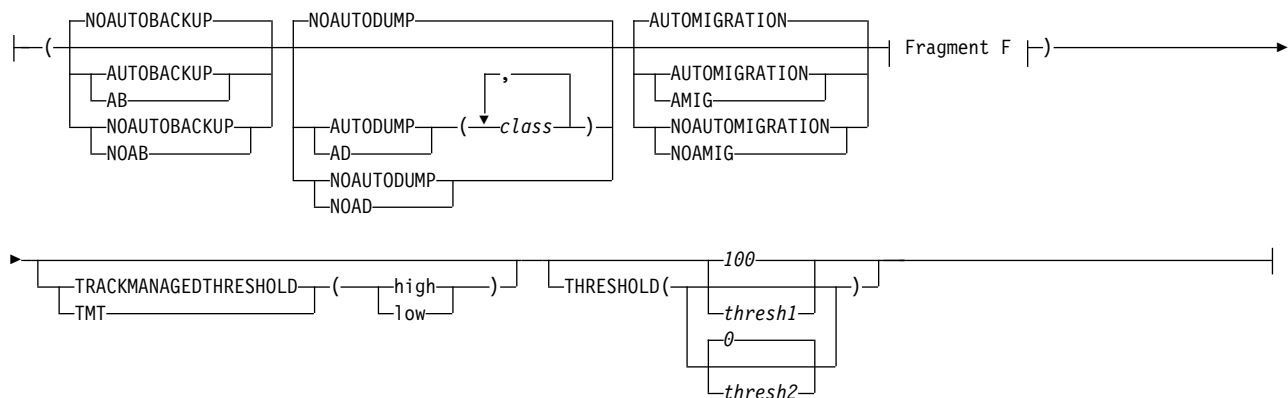 NOAUTOBACKUP NOAUTODUMP AUTOMIGRATION
( Fragment F )
AUTOBACKUP , AUTOMIGRATION
AB AMIG
NOAUTOBACKUP AUTODUMP ( class ) NOAUTOMIGRATION
NOAB AD NOAMIG
NOAUTODUMP
NOAD
100
TRACKMANAGEDTHRESHOLD ( high ) THRESHOLD( )
TMT low thresh1
0
thresh2